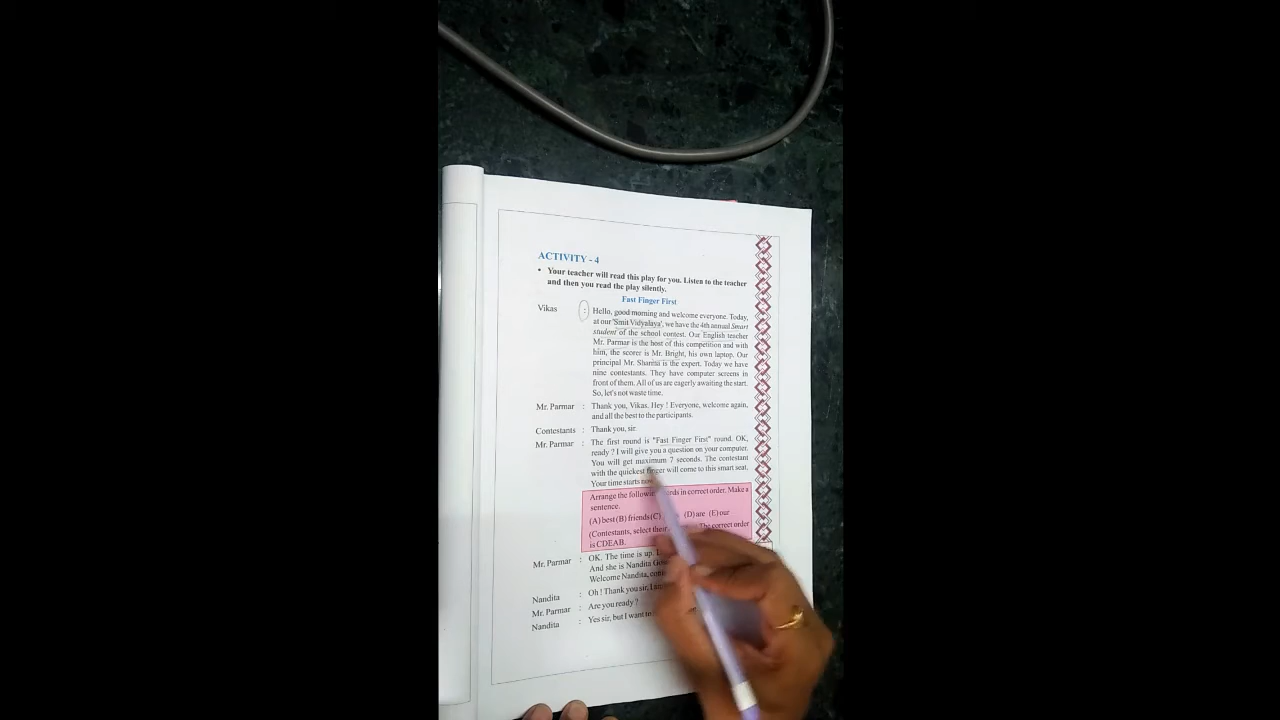 ACTIVITY - 4
• Your teacher will read this play for you. Listen to the teacher
and then you read the play silently.
Fast Finger First
Vikas : Hello, good morning and welcome everyone. Today,
at our 'Smit Vidyalaya', we have the 4th annual Smart
student of the school contest. Our English teacher
Mr. Parmar is the host of this competition and with
him, the scorer is Mr. Bright, his own laptop. Our
principal Mr. Sharma is the expert. Today we have
nine contestants. They have computer screens in
front of them. All of us are eagerly awaiting the start.
So, let's not waste time.
Mr. Parmar : Thank you, Vikas. Hey ! Everyone, welcome again,
and all the best to the participants.
Contestants : Thank you, sir.
Mr. Parmar : The first round is "Fast Finger First" round. OK,
ready ? I will give you a question on your computer.
You will get maximum 7 seconds. The contestant
with the quickest finger will come to this smart seat.
Your time starts now
Arrange the following words in correct order. Make a
sentence.
(A) best (B) friends (C) (D) are (E) our
(Contestants, select their The correct order
is CDEAB.
Mr. Parmar : OK. The time is up.
And she is Nandita
Welcome Nandita,
Nandita : Oh ! Thank you sir, I
Mr. Parmar : Are you ready ?
Nandita : Yes sir, but I want to